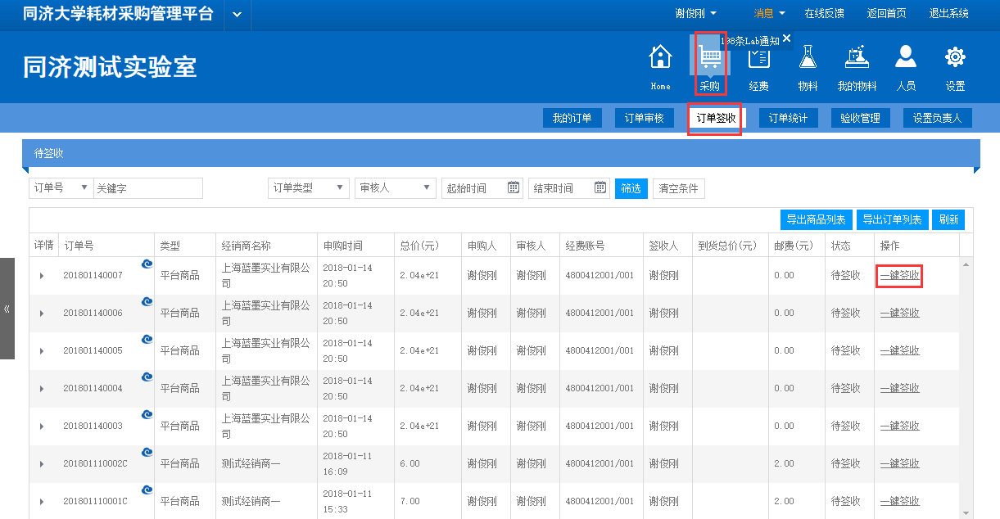 同济大学耗材采购管理平台
谢俊刚 消息 在线反馈 返回首页 退出系统
198条Lab通知
同济测试实验室
Home 采购 经费 物料 我的物料 人员 设置
我的订单 订单审核 订单签收 订单统计 验收管理 设置负责人
待签收
订单号 关键字 订单类型 审核人 起始时间 结束时间 筛选 清空条件
导出商品列表 导出订单列表 刷新
详情 订单号 类型 经销商名称 申购时间 总价(元) 申购人 审核人 经费账号 签收人 到货总价(元) 邮费(元) 状态 操作
201801140007 平台商品 上海蓝墨实业有限公司 2018-01-14 20:50 2.04e+21 谢俊刚 谢俊刚 4800412001/001 谢俊刚 0.00 待签收 一键签收
201801140006 平台商品 上海蓝墨实业有限公司 2018-01-14 20:50 2.04e+21 谢俊刚 谢俊刚 4800412001/001 谢俊刚 0.00 待签收 一键签收
201801140005 平台商品 上海蓝墨实业有限公司 2018-01-14 20:50 2.04e+21 谢俊刚 谢俊刚 4800412001/001 谢俊刚 0.00 待签收 一键签收
201801140004 平台商品 上海蓝墨实业有限公司 2018-01-14 20:50 2.04e+21 谢俊刚 谢俊刚 4800412001/001 谢俊刚 0.00 待签收 一键签收
201801140003 平台商品 上海蓝墨实业有限公司 2018-01-14 20:50 2.04e+21 谢俊刚 谢俊刚 4800412001/001 谢俊刚 0.00 待签收 一键签收
201801110002C 平台商品 测试经销商一 2018-01-11 16:09 6.00 谢俊刚 谢俊刚 4800412001/001 谢俊刚 2.00 待签收 一键签收
201801110001C 平台商品 测试经销商一 2018-01-11 15:33 7.00 谢俊刚 谢俊刚 4800412001/001 谢俊刚 2.00 待签收 一键签收